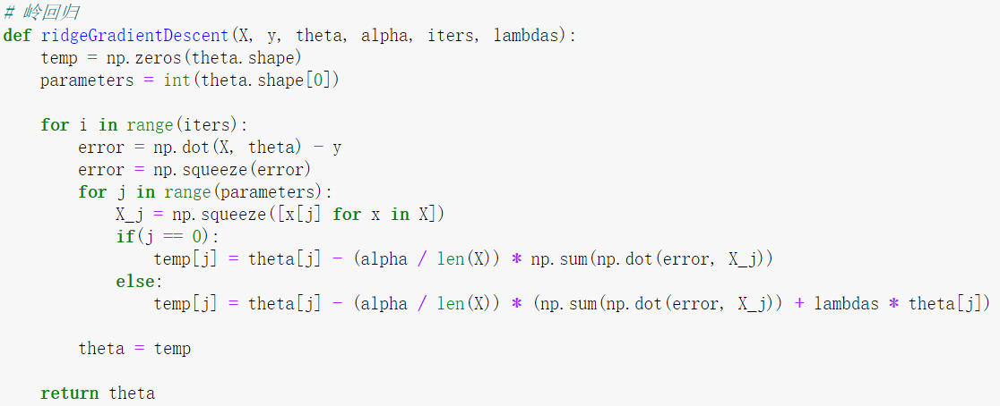 # 岭回归
def ridgeGradientDescent(X, y, theta, alpha, iters, lambdas):
    temp = np.zeros(theta.shape)
    parameters = int(theta.shape[0])

    for i in range(iters):
        error = np.dot(X, theta) - y
        error = np.squeeze(error)
        for j in range(parameters):
            X_j = np.squeeze([x[j] for x in X])
            if(j == 0):
                temp[j] = theta[j] - (alpha / len(X)) * np.sum(np.dot(error, X_j))
            else:
                temp[j] = theta[j] - (alpha / len(X)) * (np.sum(np.dot(error, X_j)) + lambdas * theta[j])

        theta = temp

    return theta